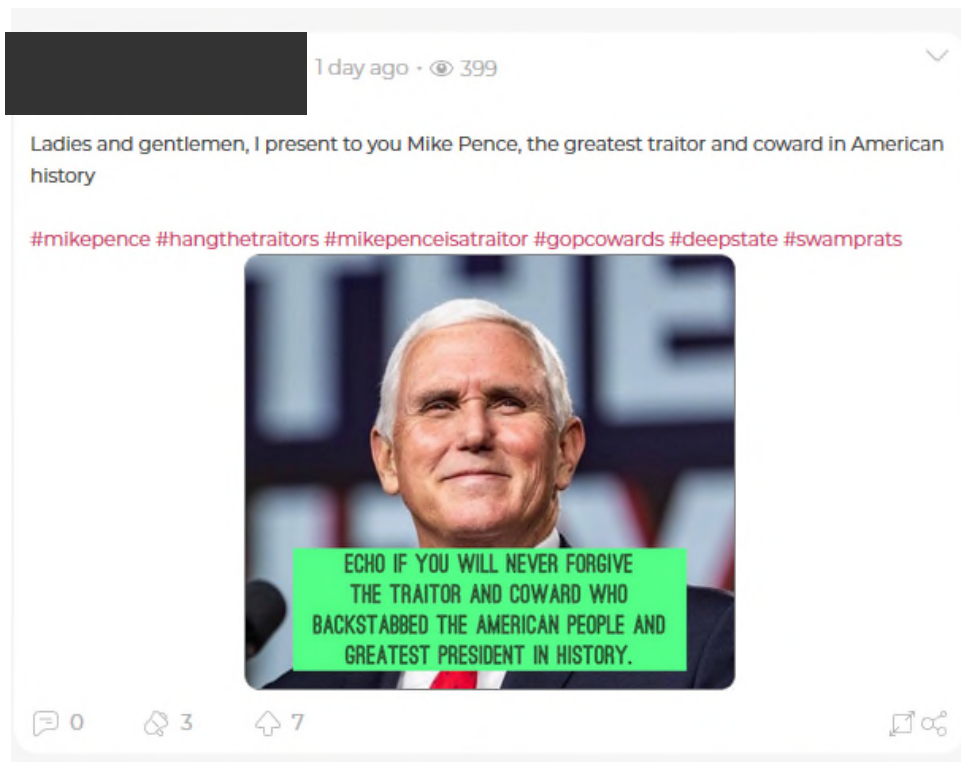 1 day ago · 399
Ladies and gentlemen, I present to you Mike Pence, the greatest traitor and coward in American
history
#mikepence #hangthetraitors #mikepenceisatraitor #gopcowards #deepstate #swamprats
THE
ECHO IF YOU WILL NEVER FORGIVE
THE TRAITOR AND COWARD WHO
BACKSTABBED THE AMERICAN PEOPLE AND
GREATEST PRESIDENT IN HISTORY.
0 3 7